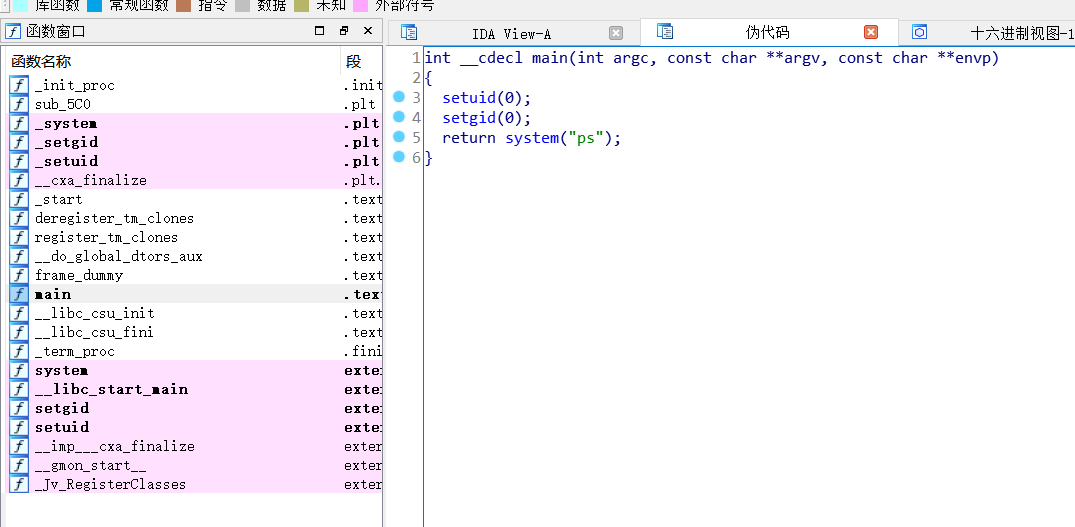 库函数 常规函数 指令 数据 未知 外部符号
函数窗口
函数名称 段
_init_proc .init
sub_5C0 .plt
_system .plt
_setgid .plt
_setuid .plt
__cxa_finalize .plt.
_start .text
deregister_tm_clones .text
register_tm_clones .text
__do_global_dtors_aux .text
frame_dummy .text
main .text
__libc_csu_init .text
__libc_csu_fini .text
_term_proc .fini
system exter
__libc_start_main exter
setgid exter
setuid exter
__imp___cxa_finalize exter
__gmon_start__ exter
_Jv_RegisterClasses exter
IDA View-A 伪代码 十六进制视图-1
1 int __cdecl main(int argc, const char **argv, const char **envp)
2 {
3 setuid(0);
4 setgid(0);
5 return system("ps");
6 }